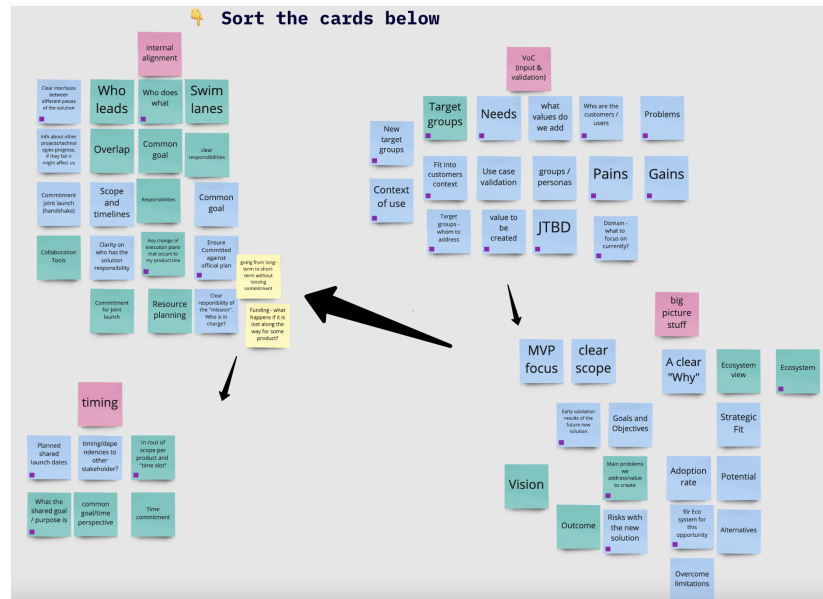 👇 Sort the cards below
internal
alignment
Clear interfaces
between
different pieces
of the solution
Who
leads
Who does
what
Swim
lanes
info about other
projects/technol
ogies progress,
if they fail it
might affect us
Overlap
Common
goal
clear
responsibilities
Commitment
joint launch
(handshake)
Scope
and
timelines
Responsibilities
Common
goal
Collaboration
Tools
Clarity on
who has the
solution
responsibility
Any change of
execution plans
that occurs to
my product line
Ensure
Committed
against
official plan
going from long-
term to short-
term without
loosing
commitment
Commitment
for joint
launch
Resource
planning
Clear
responibility of
the "mission".
Who is in
charge?
Funding - what
happens if it is
lost along the
way for some
product?
timing
Planned
shared
launch dates
timing/depe
ndencies to
other
stakeholder?
In /out of
scope per
product and
"time slot"
What the
shared goal
/ purpose is
common
goal/time
perspective
Time
commitment
VoC
(input &
validation)
New
target
groups
Target
groups
Needs
what
values do
we add
Who are the
customers /
users
Problems
Context
of use
Fit into
customers
context
Use case
validation
groups /
personas
Pains
Gains
Target
groups -
whom to
address
value to
be
created
JTBD
Domain -
what to
focus on
currently?
MVP
focus
clear
scope
big
picture
stuff
A clear
"Why"
Ecosystem
view
Ecosystem
Early validation
results of the
future new
solution
Goals and
Objectives
Strategic
Fit
Vision
Main problems
we
address/value
to create
Adoption
rate
Potential
Outcome
Risks with
the new
solution
flir Eco
system for
this
opportunity
Alternatives
Overcome
limitations